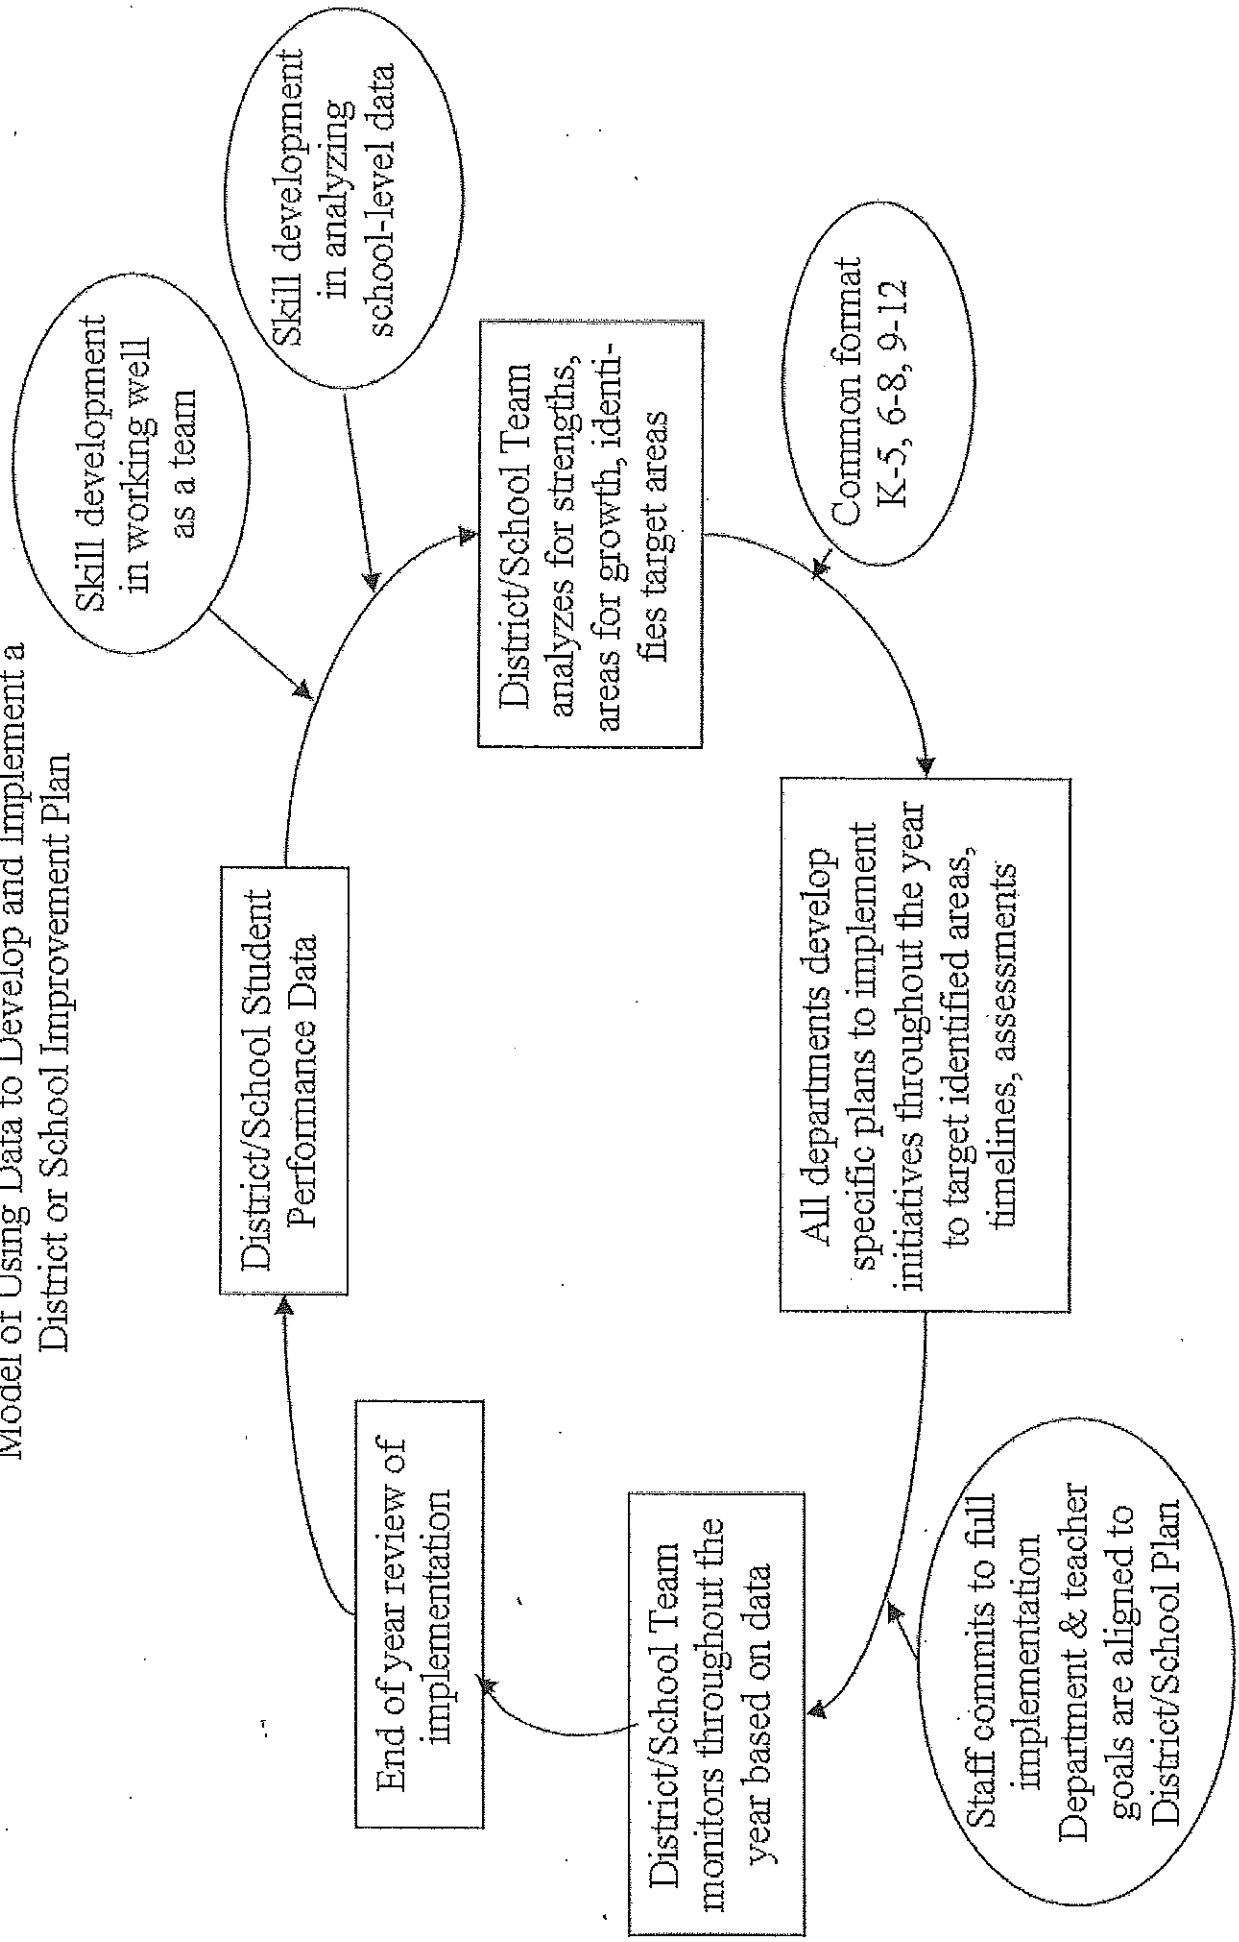 Model of Using Data to Develop and Implement a
District or School Improvement Plan
District/School Student
Performance Data
Skill development
in working well
as a team
Skill development
in analyzing
school-level data
District/School Team
analyzes for strengths,
areas for growth, identi-
fies target areas
Common format
K-5, 6-8, 9-12
All departments develop
specific plans to implement
initiatives throughout the year
to target identified areas,
timelines, assessments
Staff commits to full
implementation
Department & teacher
goals are aligned to
District/School Plan
District/School Team
monitors throughout the
year based on data
End of year review of
implementation